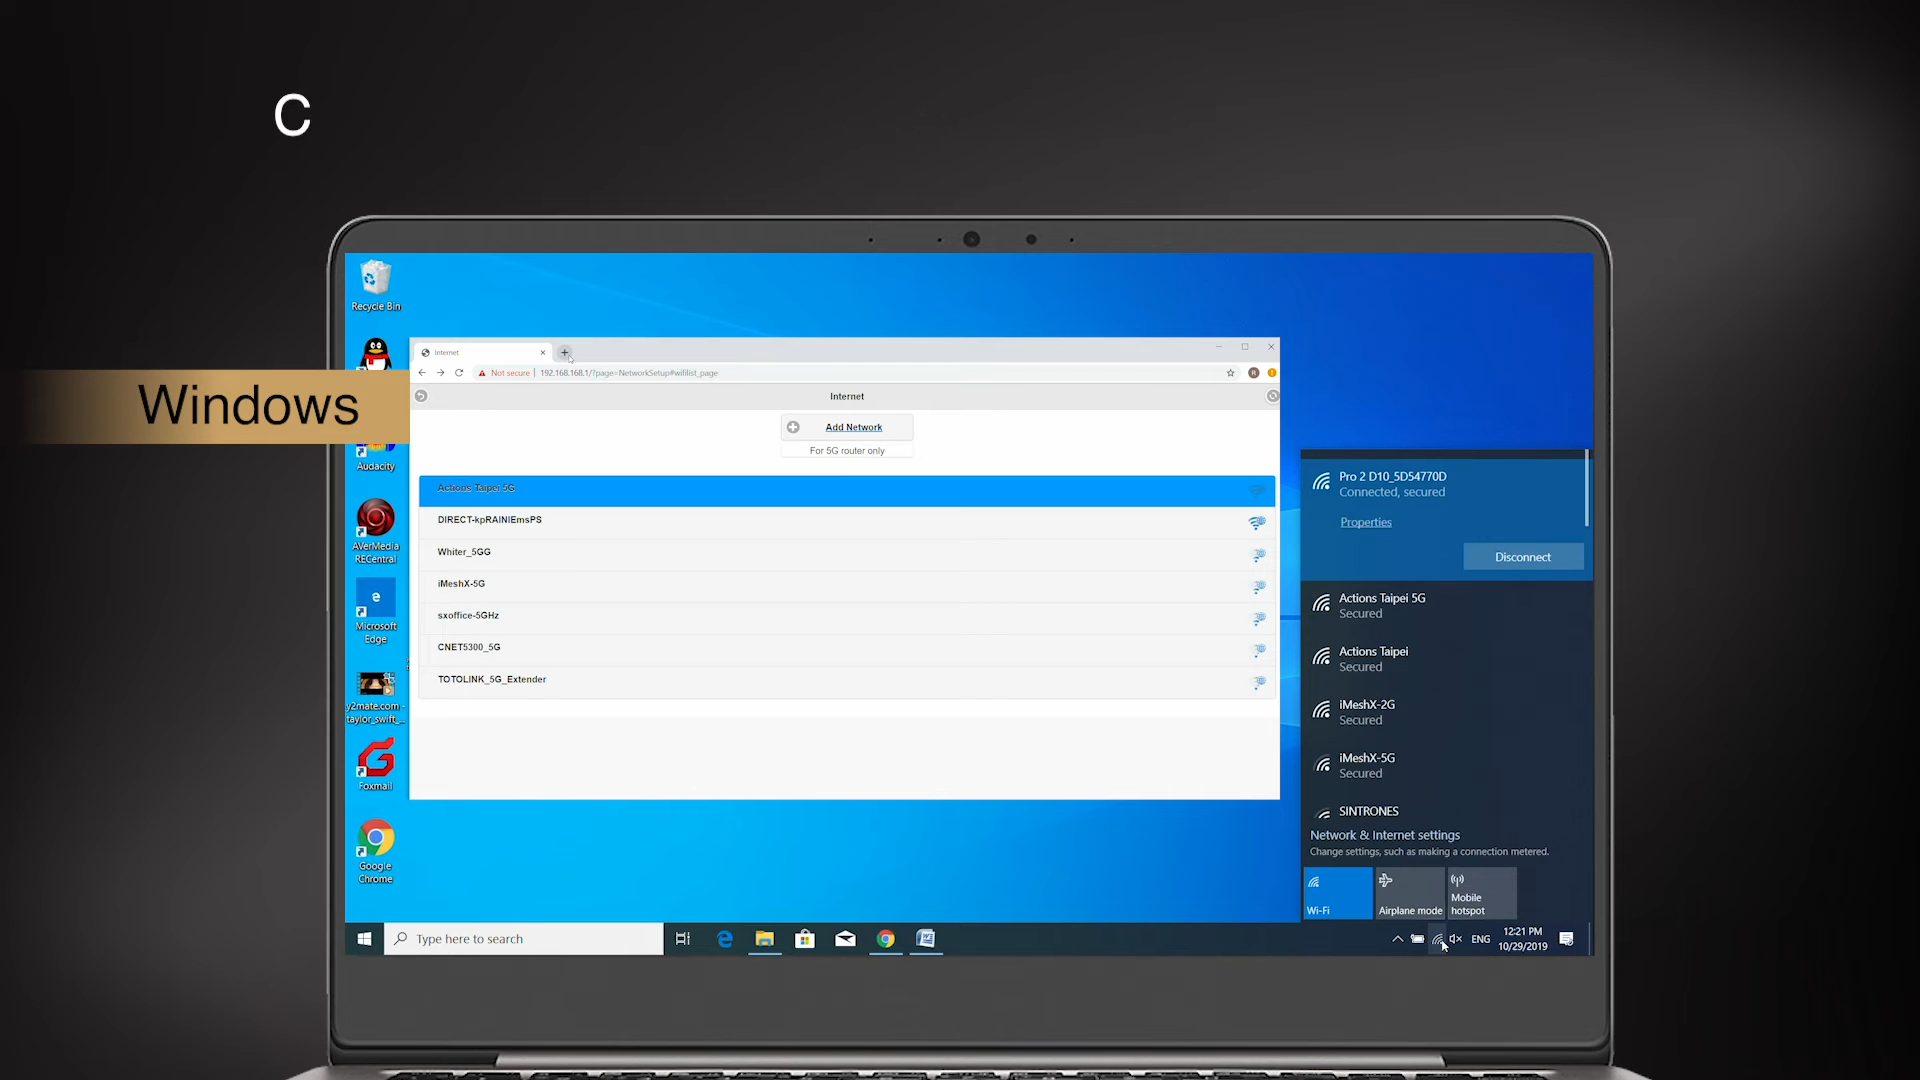 C
Windows
Recycle Bin
Audacity
AVerMedia
RECentral
Microsoft
Edge
y2mate.com -
taylor_swift_...
Foxmail
Google
Chrome
Internet
Not secure
192.168.168.1/?page=NetworkSetup#wifilist_page
R
Internet
Add Network
For 5G router only
Actions Taipei 5G
DIRECT-kpRAINIEmsPS
Whiter_5GG
iMeshX-5G
sxoffice-5GHz
CNET5300_5G
TOTOLINK_5G_Extender
Pro 2 D10_5D54770D
Connected, secured
Properties
Disconnect
Actions Taipei 5G
Secured
Actions Taipei
Secured
iMeshX-2G
Secured
iMeshX-5G
Secured
SINTRONES
Network & Internet settings
Change settings, such as making a connection metered.
Wi-Fi
Airplane mode
Mobile
hotspot
Type here to search
ENG
12:21 PM
10/29/2019